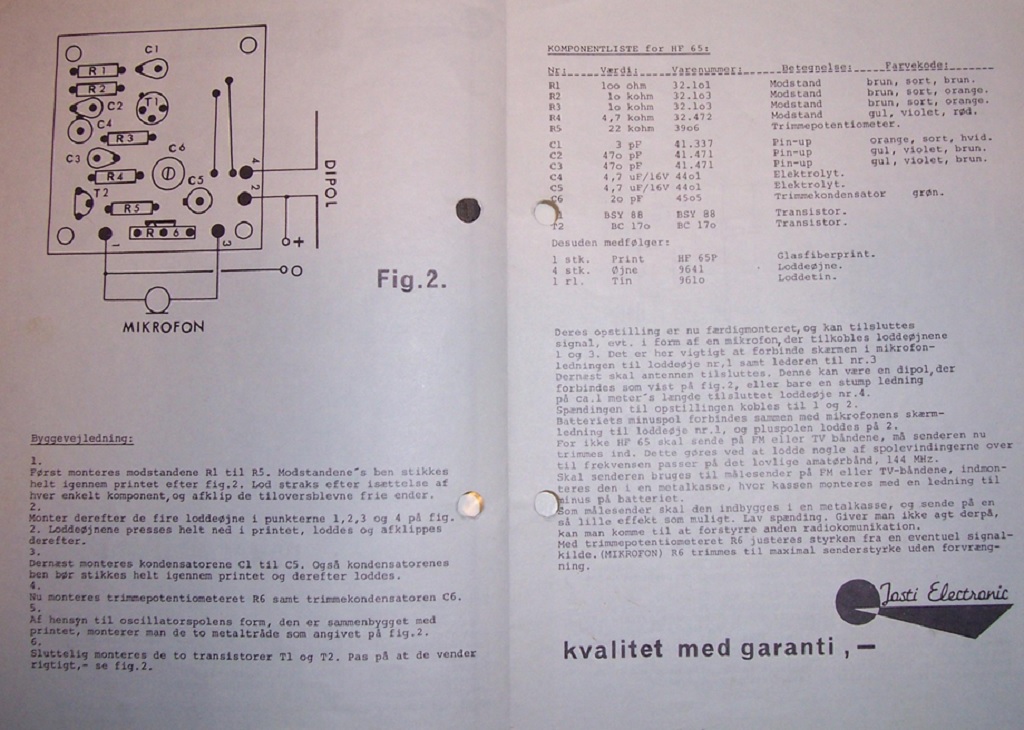 C1
R1
R2
C2
T1
C4
R3
C3
C6
R4
C5
T2
R5
R6
4
2
1
3
DIPOL
+
O
MIKROFON
Fig.2.
Byggevejledning:
1.
Først monteres modstandene R1 til R5. Modstandene´s ben stikkes
helt igennem printet efter fig.2. Lod straks efter isættelse af
hver enkelt komponent,og afklip de tiloversblevne frie ender.
2.
Monter derefter de fire loddeøjne i punkterne 1,2,3 og 4 på fig.
2. Loddeøjnene presses helt ned i printet, loddes og afklippes
derefter.
3.
Dernæst monteres kondensatorene C1 til C5. Også kondensatorenes
ben bør stikkes helt igennem printet og derefter loddes.
4.
Nu monteres trimmepotentiometeret R6 samt trimmekondensatoren C6.
5.
Af hensyn til oscillatorspolens form, den er sammenbygget med
printet, monterer man de to metaltråde som angivet på fig.2.
6.
Sluttelig monteres de to transistorer T1 og T2. Pas på at de vender
rigtigt,- se fig.2.
KOMPONENTLISTE for HF 65:
Nr: Værdi: Varenummer: Betegnelse: Farvekode:
R1 1oo ohm 32.1o1 Modstand brun, sort, brun.
R2 1o kohm 32.1o3 Modstand brun, sort, orange.
R3 1o kohm 32.1o3 Modstand brun, sort, orange.
R4 4,7 kohm 32.472 Modstand gul, violet, rød.
R5 22 kohm 39o6 Trimmepotentiometer.
C1 3 pF 41.337 Pin-up orange, sort, hvid.
C2 47o pF 41.471 Pin-up gul, violet, brun.
C3 47o pF 41.471 Pin-up gul, violet, brun.
C4 4,7 uF/16V 44o1 Elektrolyt.
C5 4,7 uF/16V 44o1 Elektrolyt.
C6 2o pF 45o5 Trimmekondensator grøn.
1 BSY 88 BSY 88 Transistor.
T2 BC 17o BC 17o Transistor.
Desuden medfølger:
1 stk. Print HF 65P Glasfiberprint.
4 stk. Øjne 9641 Loddeøjne.
1 rl. Tin 961o Loddetin.
Deres opstilling er nu færdigmonteret,og kan tilsluttes
signal, evt. i form af en mikrofon,der tilkobles loddeøjnene
1 og 3. Det er her vigtigt at forbinde skærmen i mikrofon-
ledningen til loddeøje nr,1 samt lederen til nr.3
Dernæst skal antennen tilsluttes. Denne kan være en dipol,der
forbindes som vist på fig.2, eller bare en stump ledning
på ca.1 meter´s længde tilsluttet loddeøje nr.4.
Spændingen til opstillingen kobles til 1 og 2.
Batteriets minuspol forbindes sammen med mikrofonens skærm-
ledning til loddeøje nr.1, og pluspolen loddes på 2.
For ikke HF 65 skal sende på FM eller TV båndene, må senderen nu
trimmes ind. Dette gøres ved at lodde nogle af spolevindingerne over
til frekvensen passer på det lovlige amatørbånd, 144 MHz.
Skal senderen bruges til målesender på FM eller TV-båndene, indmon-
teres den i en metalkasse, hvor kassen monteres med en ledning til
minus på batteriet.
Som målesender skal den indbygges i en metalkasse, og sende på en
så lille effekt som muligt. Lav spænding. Giver man ikke agt derpå,
kan man komme til at forstyrre anden radiokomunikation.
Med trimmepotentiometeret R6 justeres styrken fra en eventuel signal-
kilde.(MIKROFON) R6 trimmes til maximal senderstyrke uden forvræng-
ning.
Josti Electronic
kvalitet med garanti,—